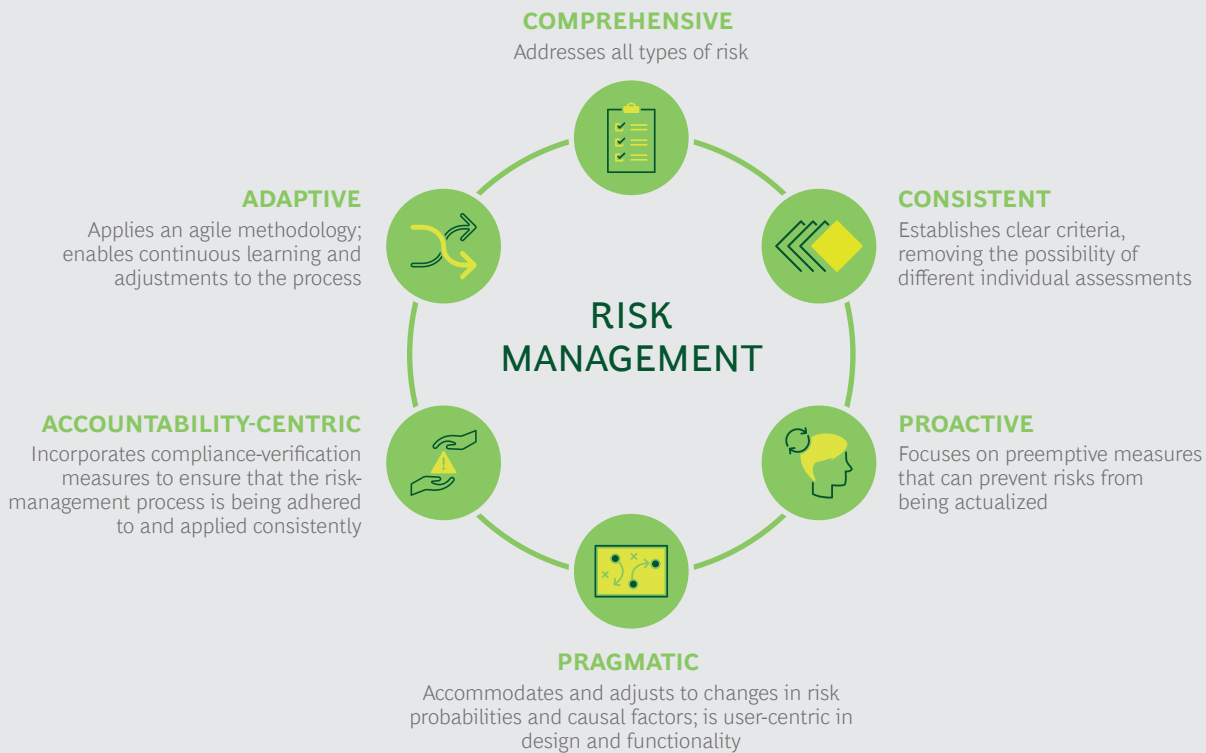 COMPREHENSIVE
Addresses all types of risk
ADAPTIVE
Applies an agile methodology;
enables continuous learning and
adjustments to the process
CONSISTENT
Establishes clear criteria,
removing the possibility of
different individual assessments
RISK
MANAGEMENT
ACCOUNTABILITY-CENTRIC
Incorporates compliance-verification
measures to ensure that the risk-
management process is being adhered
to and applied consistently
PROACTIVE
Focuses on preemptive measures
that can prevent risks from
being actualized
PRAGMATIC
Accommodates and adjusts to changes in risk
probabilities and causal factors; is user-centric in
design and functionality